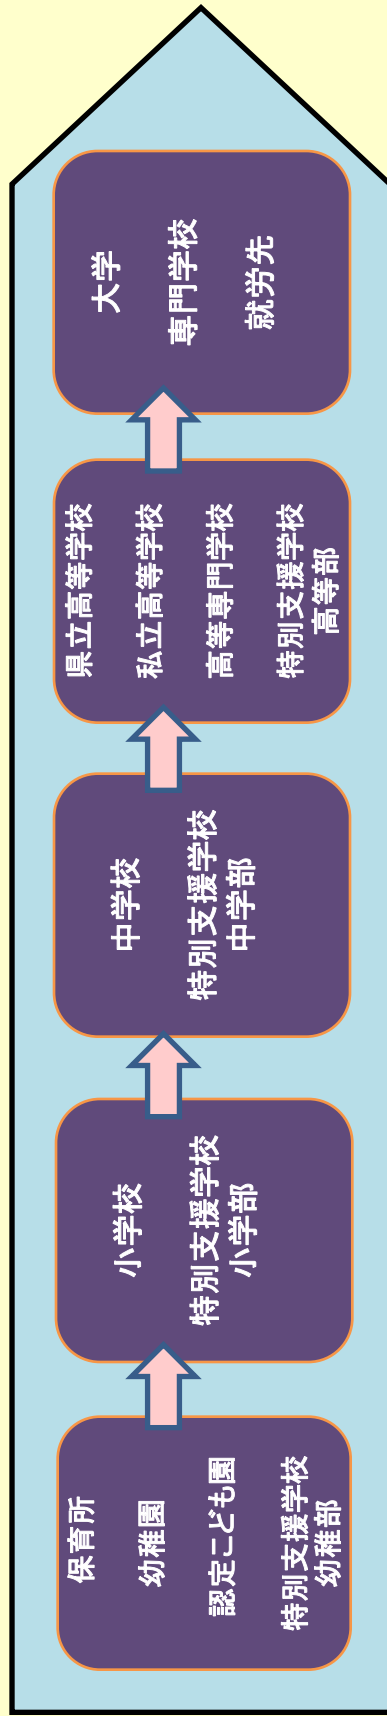 保育所
幼稚園
認定こども園
特別支援学校
幼稚部
小学校
特別支援学校
小学部
中学校
特別支援学校
中学部
県立高等学校
私立高等学校
高等専門学校
特別支援学校
高等部
大学
専門学校
就労先